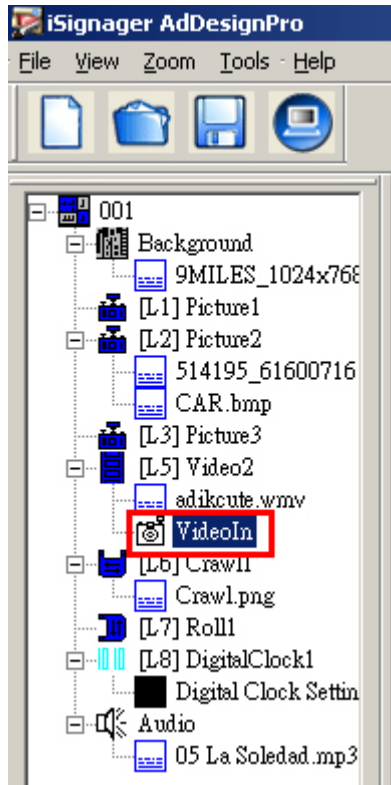 iSignager AdDesignPro
File View Zoom Tools Help
001
Background
9MILES_1024x768
[L1] Picture1
[L2] Picture2
514195_61600716
CAR.bmp
[L3] Picture3
[L5] Video2
adikcute.wmv
VideoIn
[L6] Crawl1
Crawl.png
[L7] Roll1
[L8] DigitalClock1
Digital Clock Settin
Audio
05 La Soledad.mp3